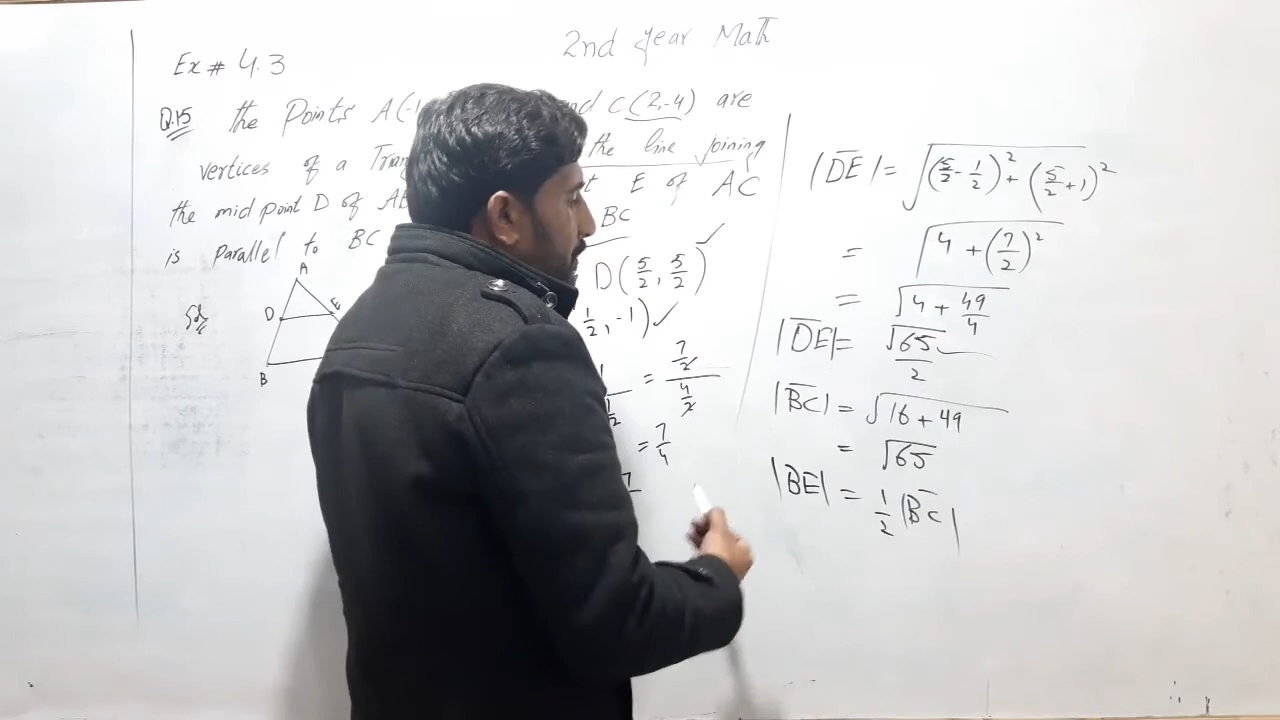 2nd year Math
Ex # 4.3
Q.15 the Points A(-1 nd C(2,-4) are
vertices of a Trian the line joining
the mid point D of AB t E of AC
is parallel to BC BC
Sol
A
D E
B
D(5/2, 5/2) ✓
1/2, -1) ✓
= 7/2 / 4/2
= 7/4
7
|DE| = √(5/2 - 1/2)² + (5/2 + 1)²
= √4 + (7/2)²
= √4 + 49/4
|DE| = √65/2
|BC| = √16 + 49
= √65
|BE| = 1/2 |BC|